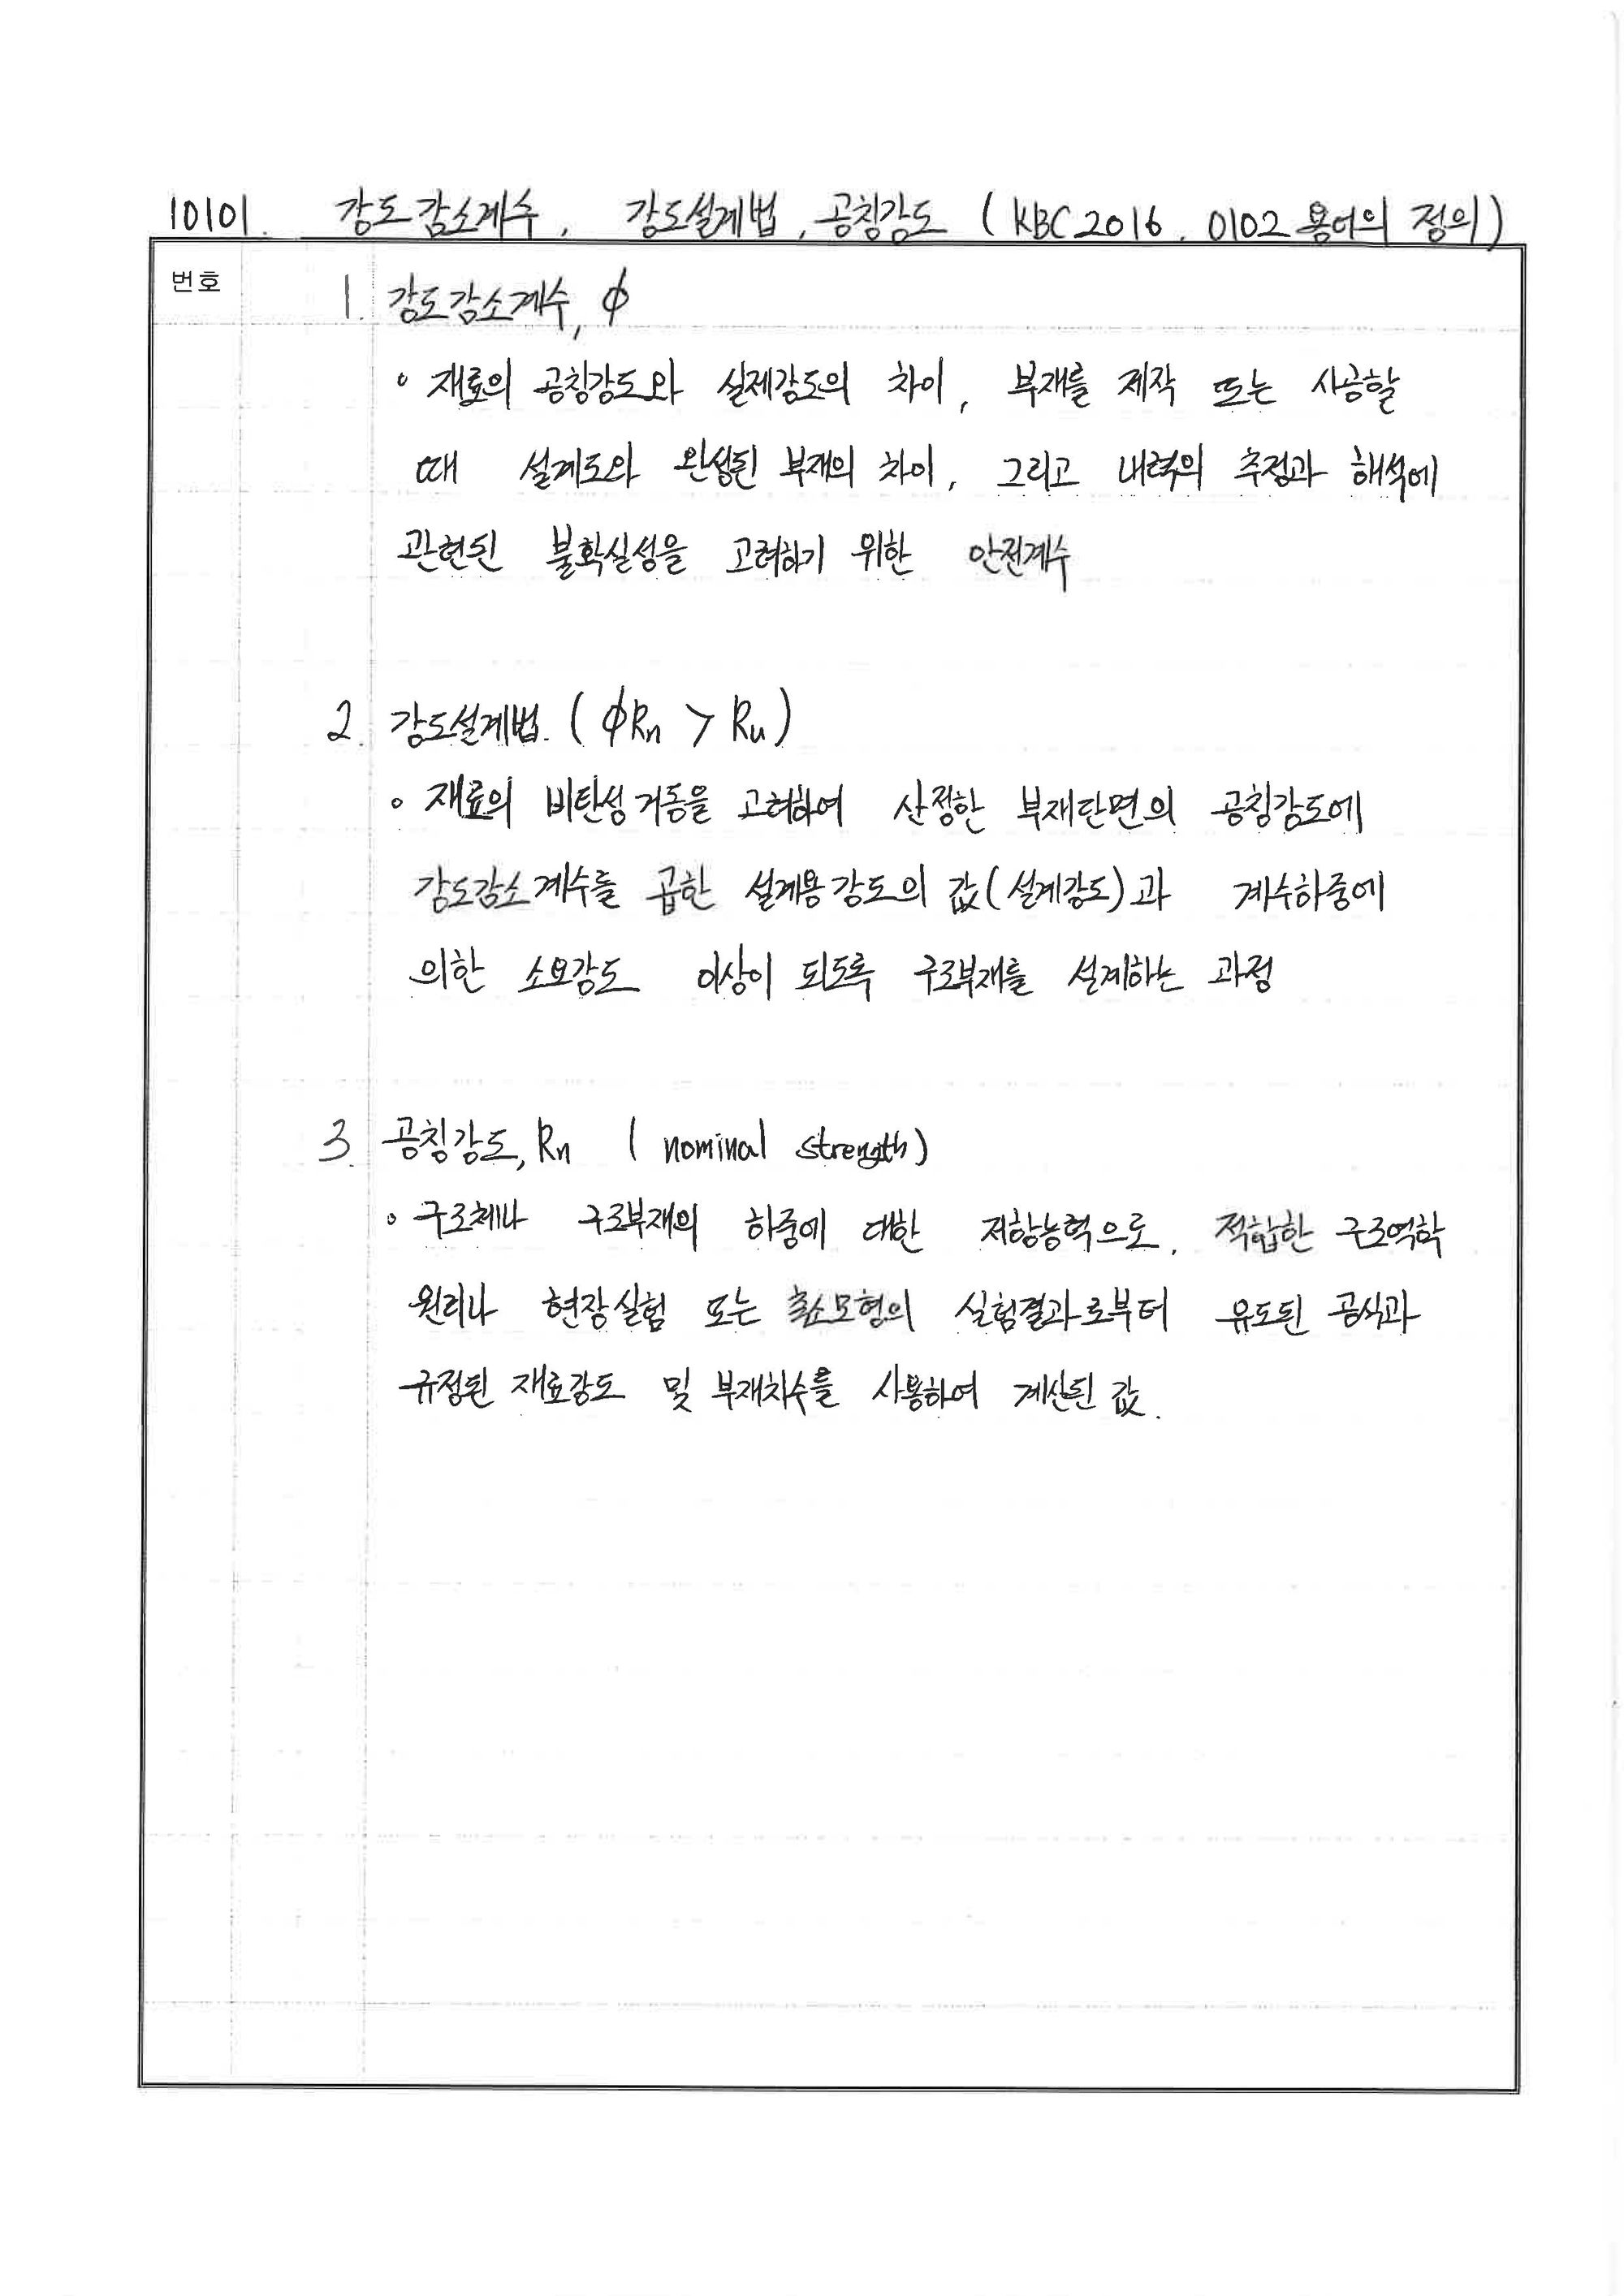 10101. 강도감소계수, 강도설계법, 공칭강도 (KBC 2016. 0102 용어의 정의)
번호
1. 강도감소계수, ϕ
∘ 재료의 공칭강도와 실제강도의 차이, 부재를 제작 또는 시공할
때 설계도와 완성된 부재의 차이, 그리고 내력의 추정과 해석에
관련된 불확실성을 고려하기 위한 안전계수
2. 강도설계법. (ϕRn > Ru)
∘ 재료의 비탄성거동을 고려하여 산정한 부재단면의 공칭강도에
강도감소계수를 곱한 설계용강도의 값(설계강도)과 계수하중에
의한 소요강도 이상이 되도록 구조부재를 설계하는 과정
3. 공칭강도, Rn (nominal strength)
∘ 구조체나 구조부재의 하중에 대한 저항능력으로, 적합한 구조역학
원리나 현장실험 또는 축소모형의 실험결과로부터 유도된 공식과
규정된 재료강도 및 부재치수를 사용하여 계산된 값.